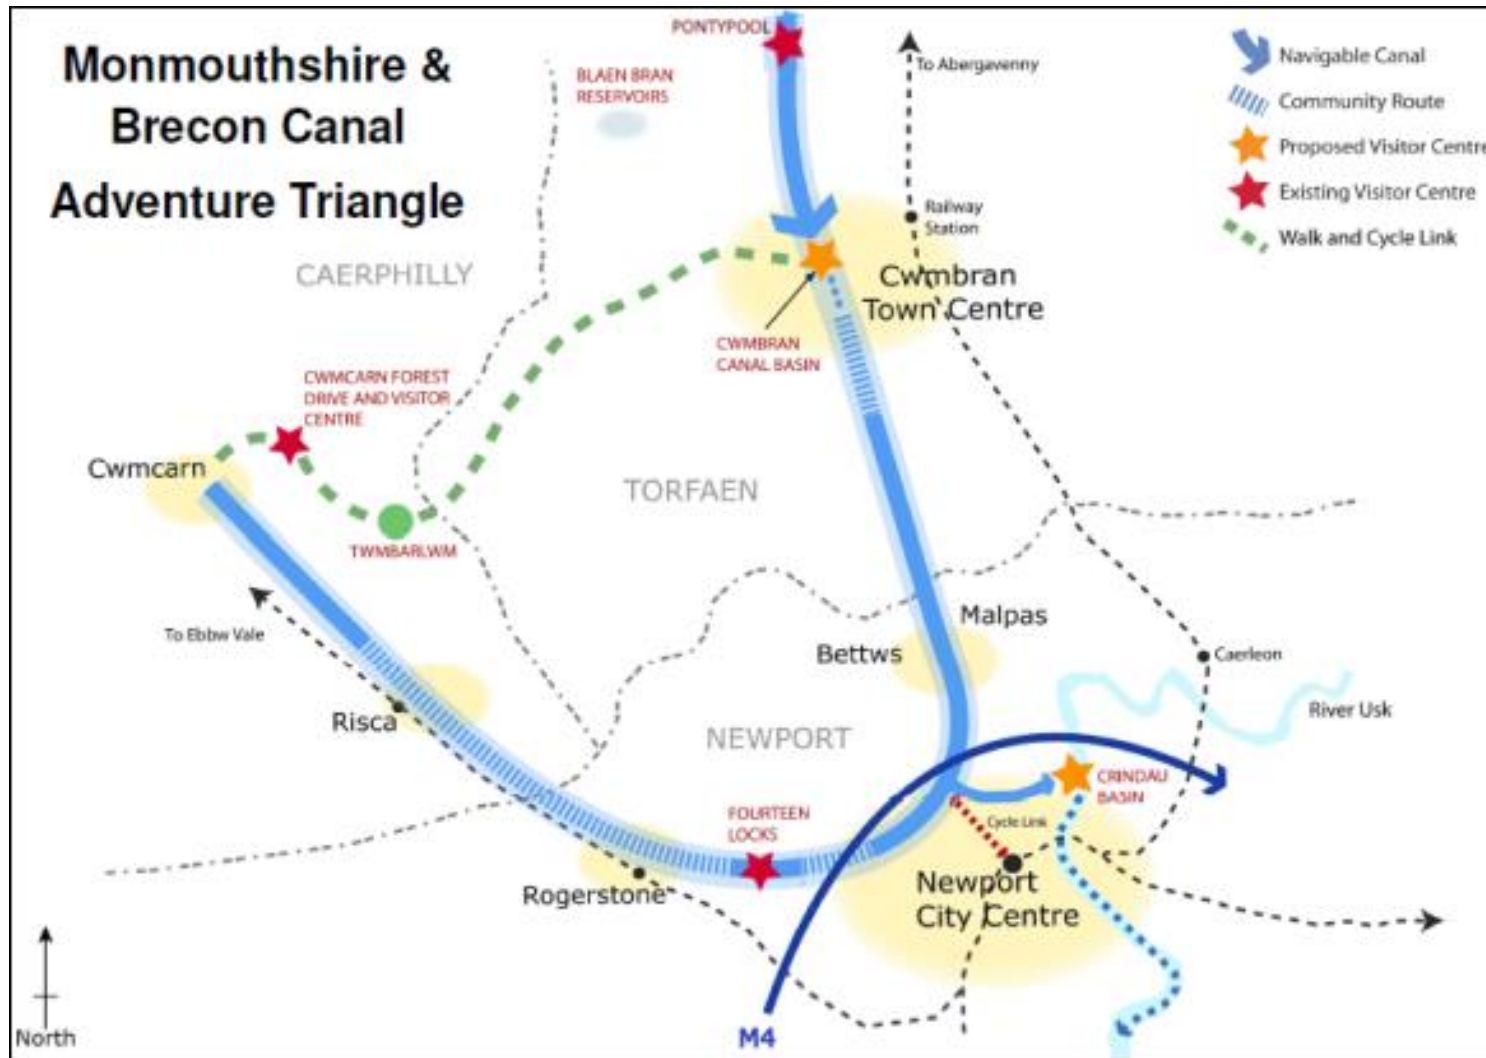 Monmouthshire &
Brecon Canal
Adventure Triangle
PONTYPOOL
BLAEN BRAN
RESERVOIRS
To Abergavenny
Navigable Canal
Community Route
Proposed Visitor Centre
Existing Visitor Centre
Walk and Cycle Link
Railway
Station
CAERPHILLY
Cwmbran
Town Centre
CWMBRAN
CANAL BASIN
CWMCARN FOREST
DRIVE AND VISITOR
CENTRE
Cwmcarn
TORFAEN
TWMBARLWM
To Ebbw Vale
Malpas
Bettws
Caerleon
River Usk
Risca
NEWPORT
CRINDAU
BASIN
FOURTEEN
LOCKS
Cycle Link
Rogerstone
Newport
City Centre
M4
North